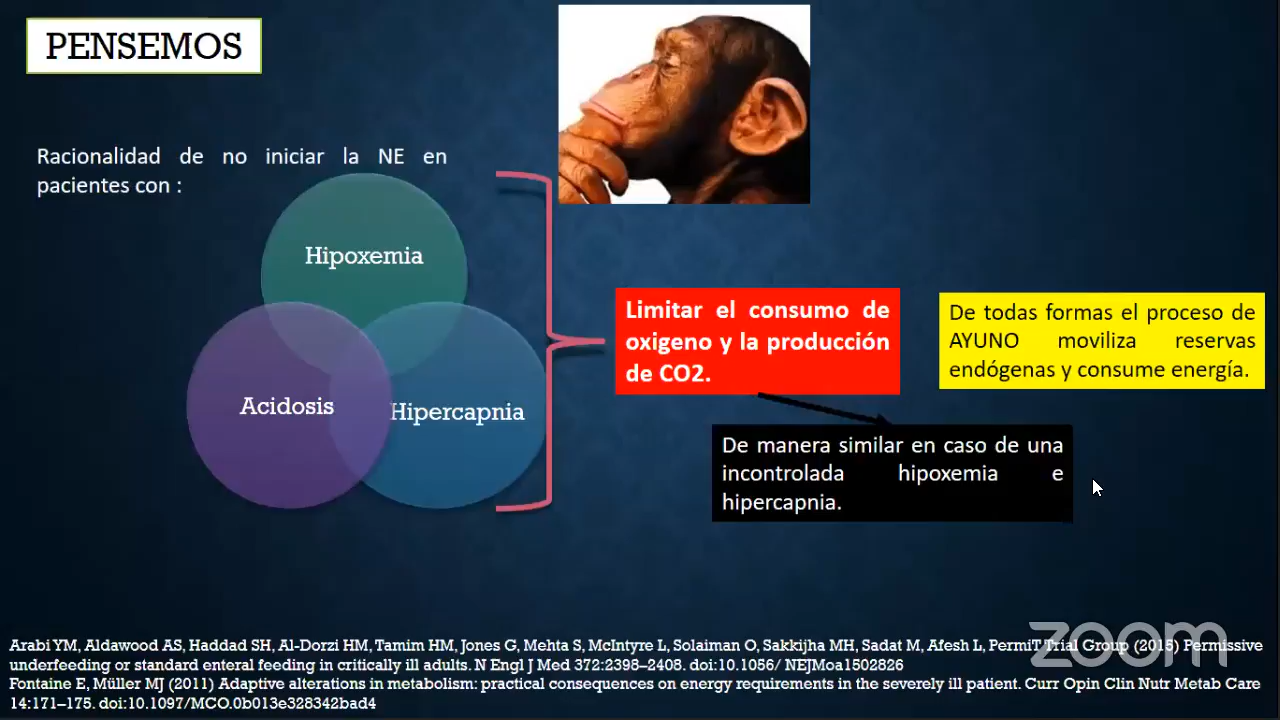 PENSEMOS
Racionalidad de no iniciar la NE en
pacientes con :
Hipoxemia
Acidosis
Hipercapnia
Limitar el consumo de
oxigeno y la producción
de CO2.
De todas formas el proceso de
AYUNO moviliza reservas
endógenas y consume energía.
De manera similar en caso de una
incontrolada hipoxemia e
hipercapnia.
Arabi YM, Aldawood AS, Haddad SH, Al-Dorzi HM, Tamim HM, Jones G, Mehta S, McIntyre L, Solaiman O, Sakkijha MH, Sadat M, Afesh L, PermiT Trial Group (2015) Permissive
underfeeding or standard enteral feeding in critically ill adults. N Engl J Med 372:2398–2408. doi:10.1056/ NEJMoa1502826
Fontaine E, Müller MJ (2011) Adaptive alterations in metabolism: practical consequences on energy requirements in the severely ill patient. Curr Opin Clin Nutr Metab Care
14:171–175. doi:10.1097/MCO.0b013e328342bad4
zoom